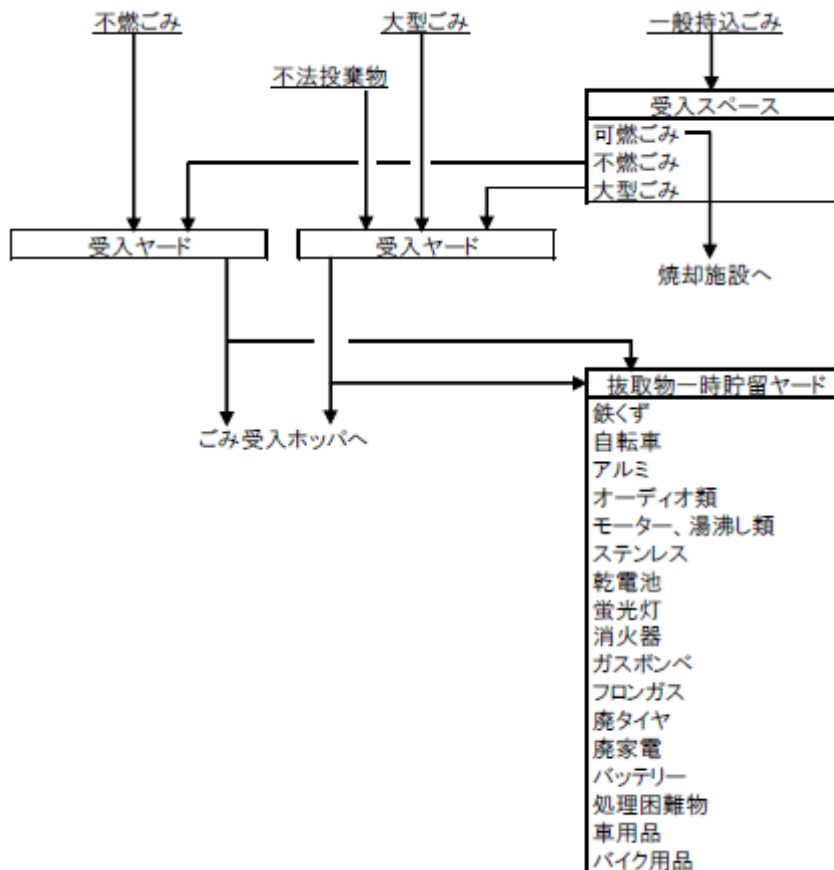 不燃ごみ
大型ごみ
一般持込ごみ
不法投棄物
受入スペース
可燃ごみ
不燃ごみ
大型ごみ
受入ヤード
受入ヤード
焼却施設へ
抜取物一時貯留ヤード
鉄くず
自転車
アルミ
オーディオ類
モーター、湯沸し類
ステンレス
乾電池
蛍光灯
消火器
ガスボンベ
フロンガス
廃タイヤ
廃家電
バッテリー
処理困難物
車用品
バイク用品
ごみ受入ホッパへ